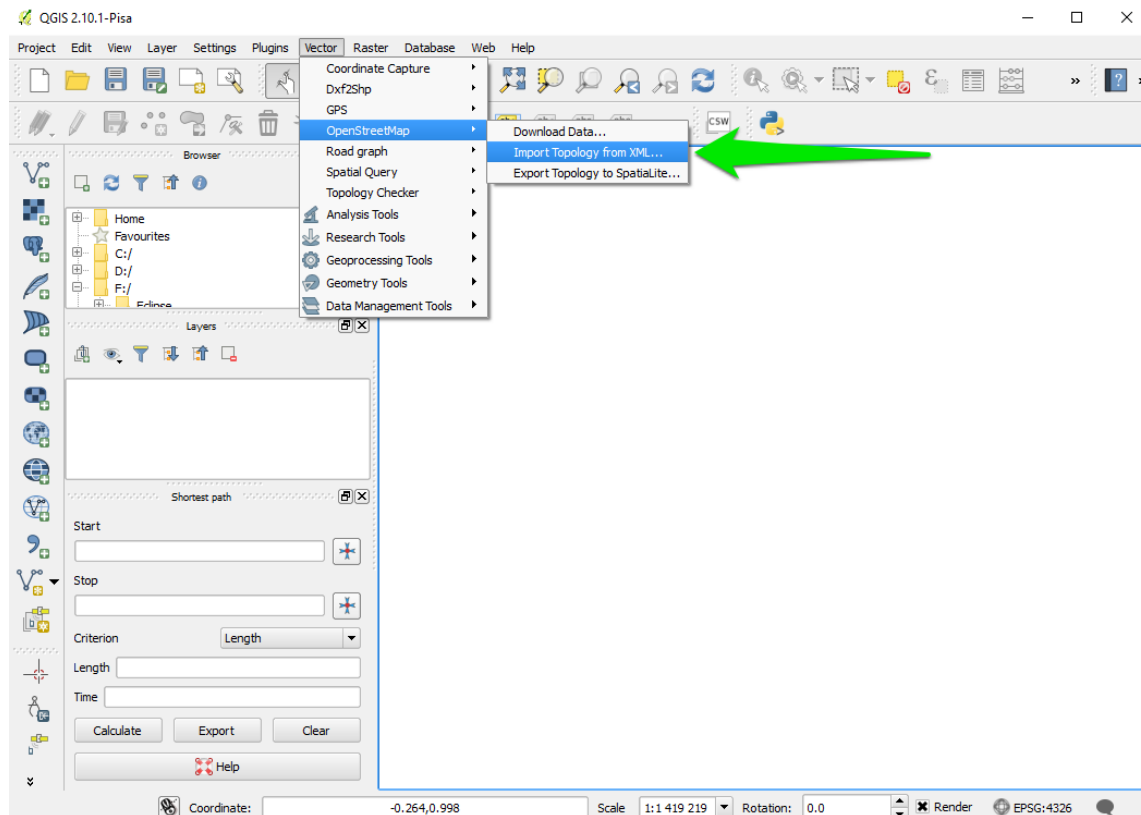 QGIS 2.10.1-Pisa
Project Edit View Layer Settings Plugins Vector Raster Database Web Help
Coordinate Capture
Dxf2Shp
GPS
OpenStreetMap
Road graph
Spatial Query
Topology Checker
Analysis Tools
Research Tools
Geoprocessing Tools
Geometry Tools
Data Management Tools
Download Data...
Import Topology from XML...
Export Topology to SpatiaLite...
CSW
Browser
Home
Favourites
C:/
D:/
F:/
Eclipse
Layers
Shortest path
Start
Stop
Criterion Length
Length
Time
Calculate Export Clear
Help
Coordinate: -0.264,0.998 Scale 1:1 419 219 Rotation: 0.0 Render EPSG:4326